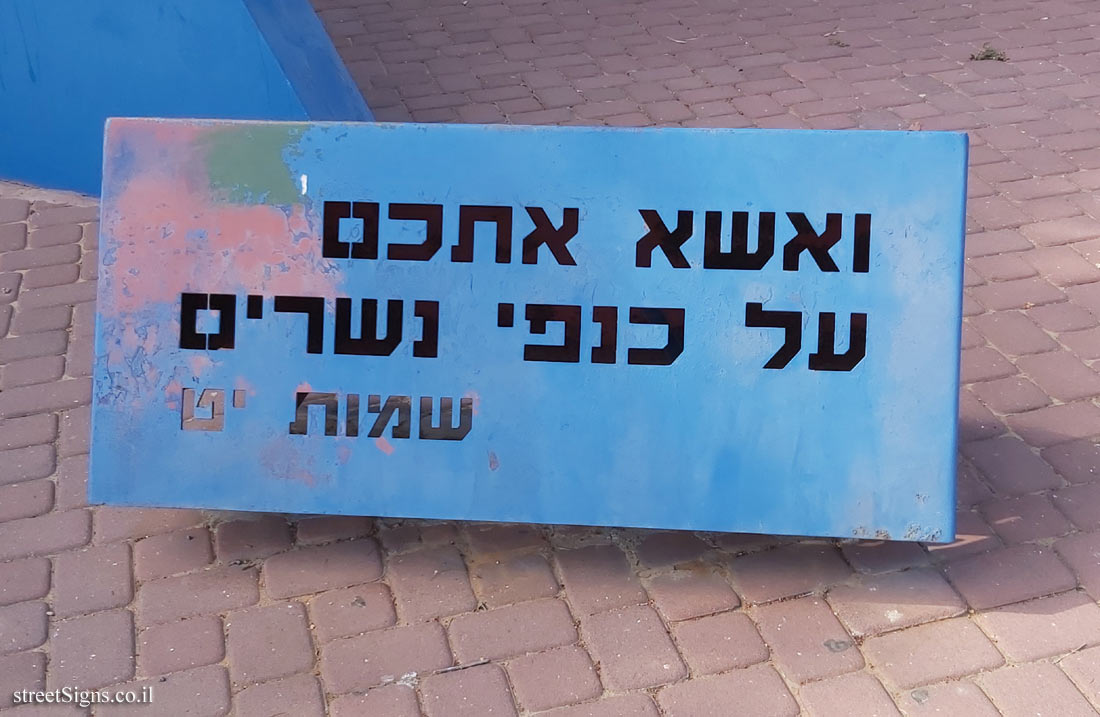 ואשא אתכם
על כנפי נשרים
שמות יט
streetSigns.co.il